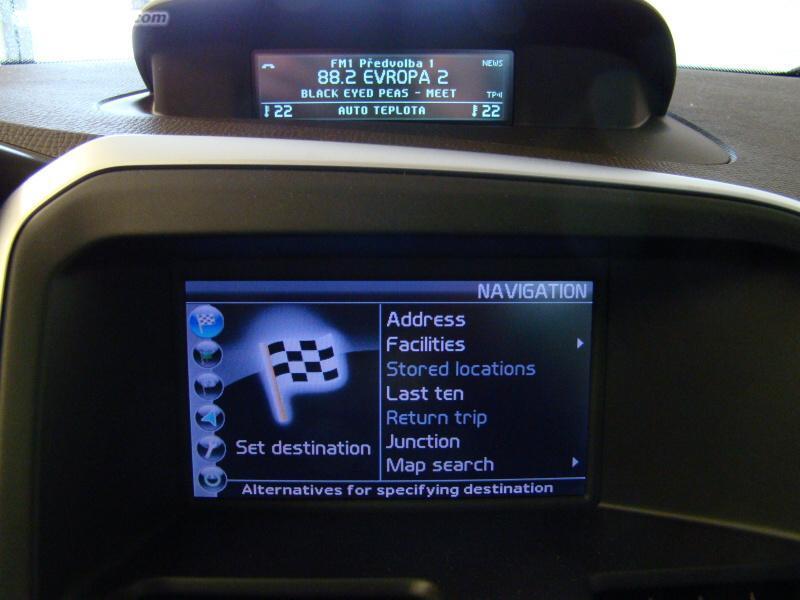 .com
FM1 Předvolba 1
NEWS
88.2 EVROPA 2
BLACK EYED PEAS - MEET
TP
22 AUTO TEPLOTA 22
NAVIGATION
Address
Facilities
Stored locations
Last ten
Return trip
Junction
Map search
Set destination
Alternatives for specifying destination